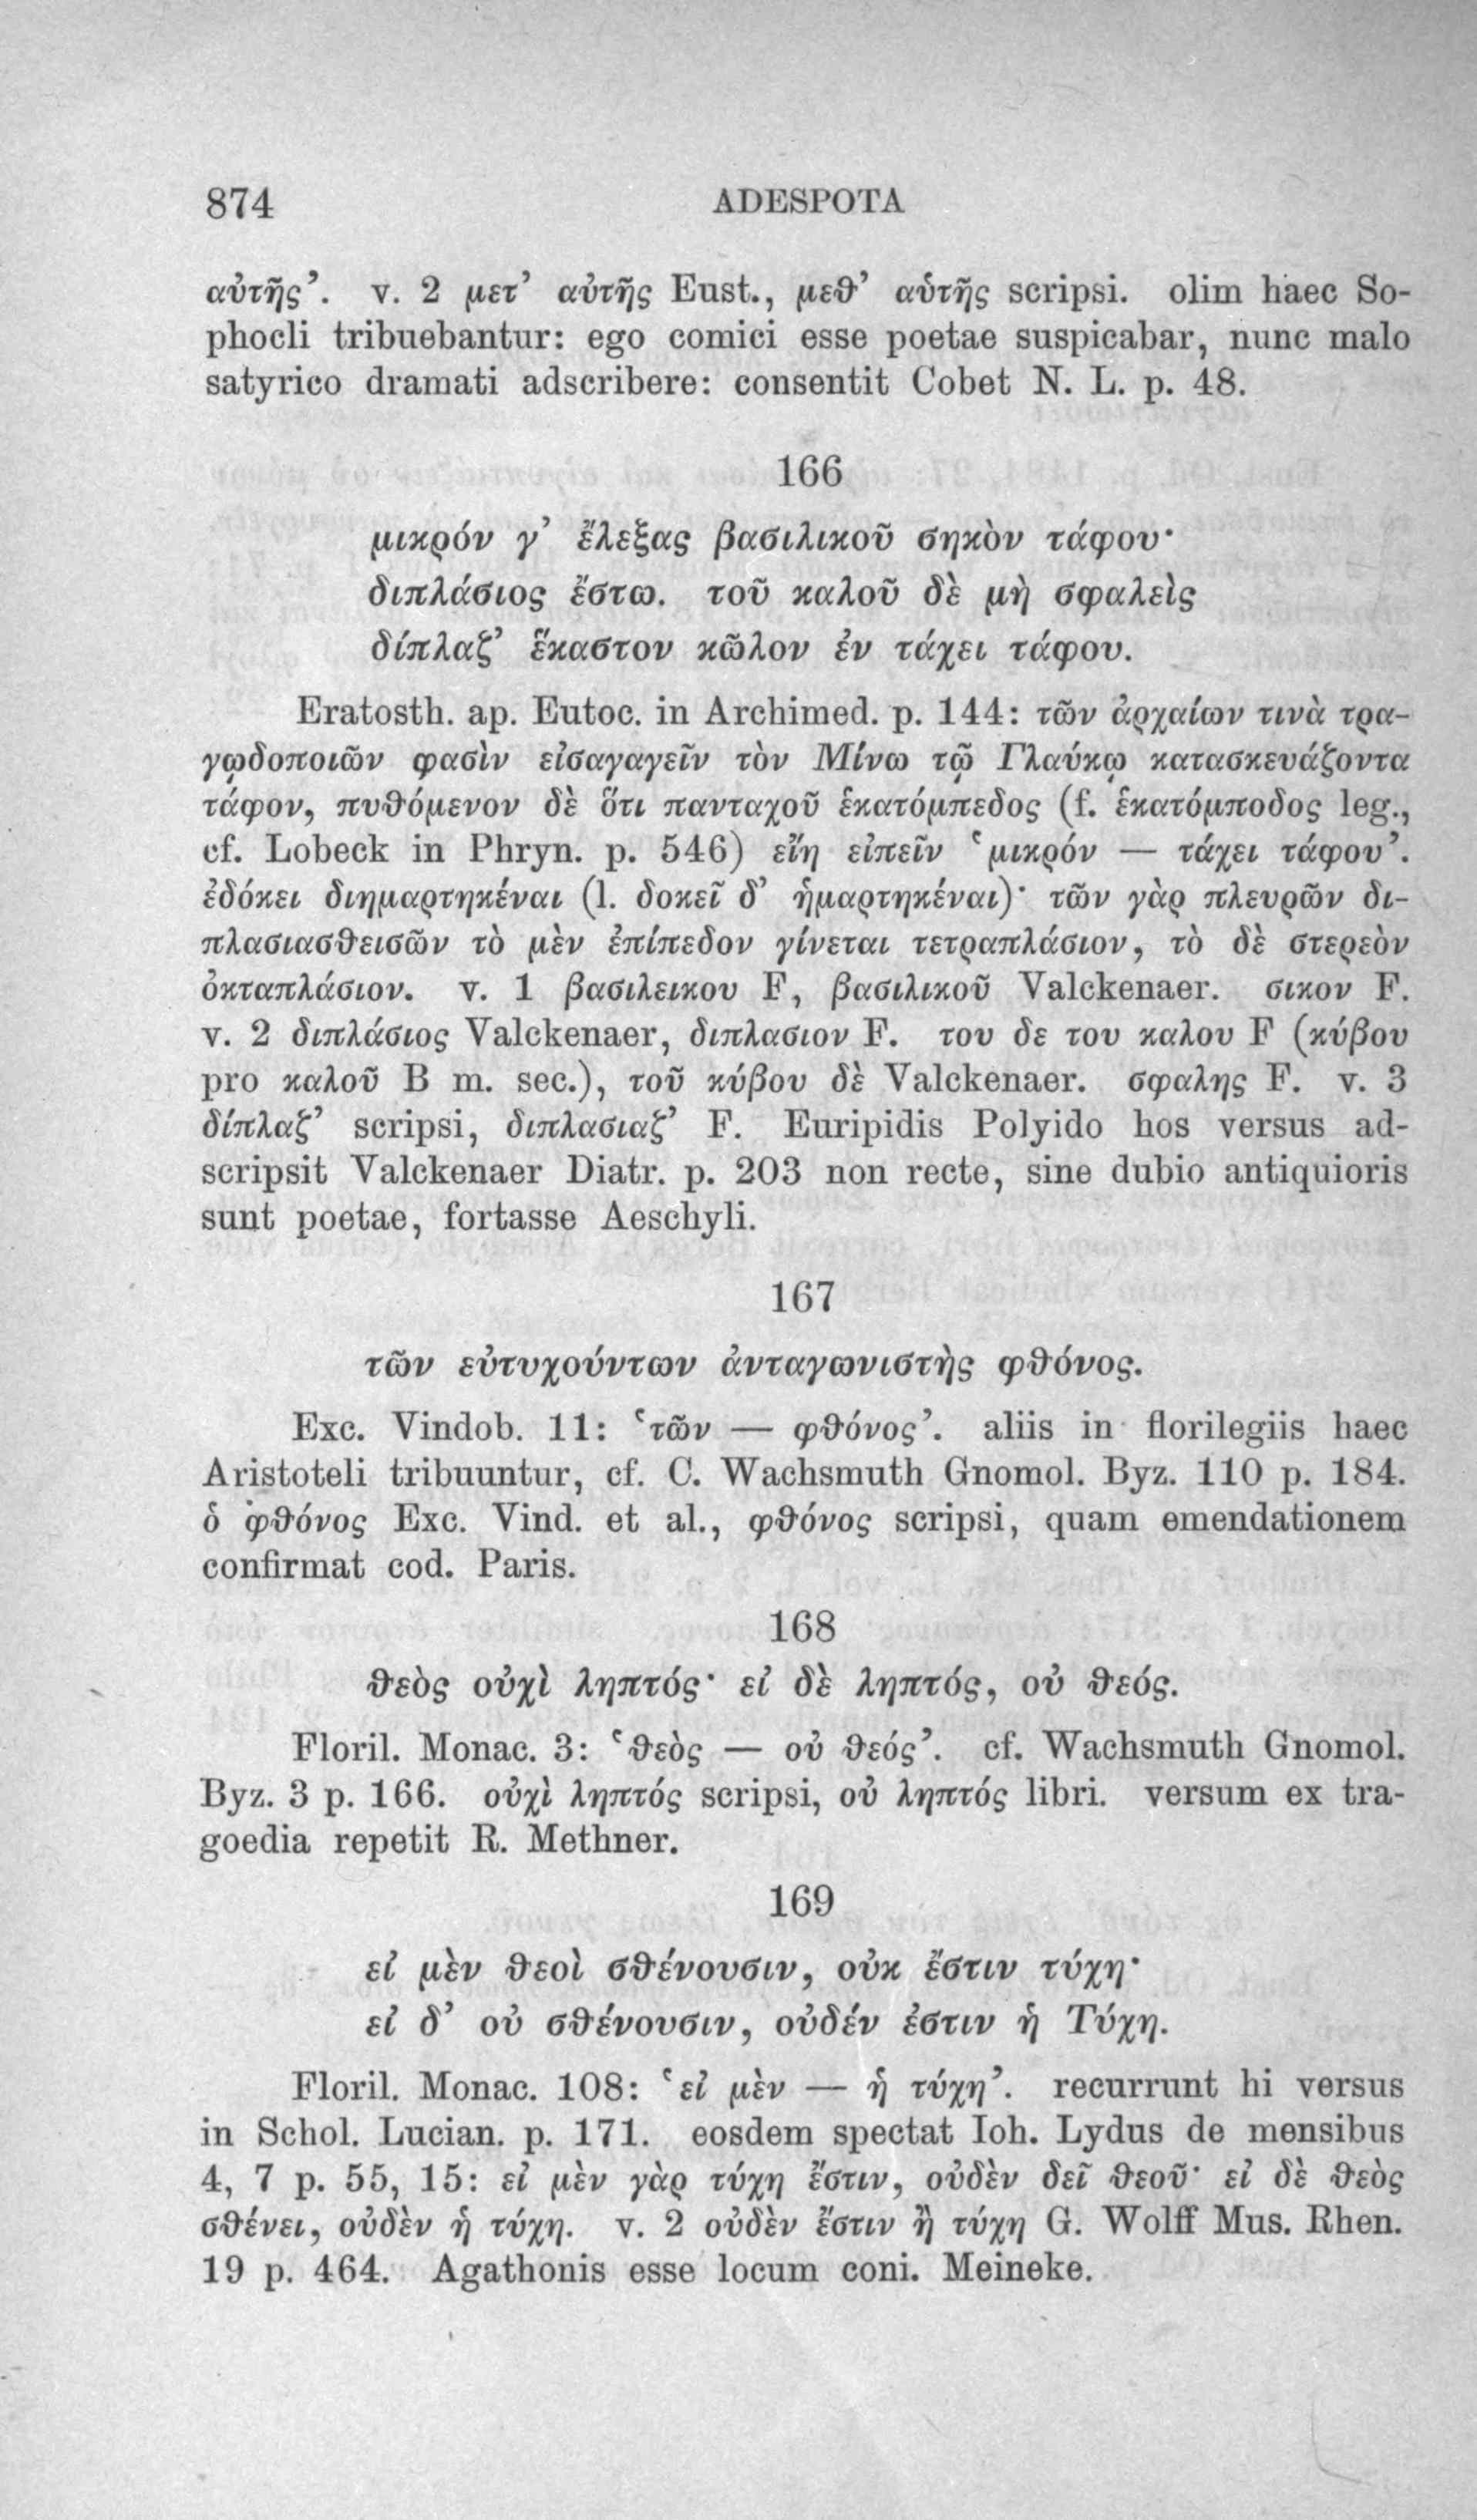 874 ADESPOTA
αὐτῆς’. v. 2 μετ’ αὐτῆς Eust., μεθ’ αὑτῆς scripsi. olim haec So-
phocli tribuebantur: ego comici esse poetae suspicabar, nunc malo
satyrico dramati adscribere: consentit Cobet N. L. p. 48.
166
μικρόν γ’ ἔλεξας βασιλικοῦ σηκὸν τάφου·
διπλάσιος ἔστω. τοῦ καλοῦ δὲ μὴ σφαλεὶς
δίπλαζ’ ἕκαστον κῶλον ἐν τάχει τάφου.
Eratosth. ap. Eutoc. in Archimed. p. 144: τῶν ἀρχαίων τινὰ τρα-
γῳδοποιῶν φασὶν εἰσαγαγεῖν τὸν Μίνω τῷ Γλαύκῳ κατασκευάζοντα
τάφον, πυθόμενον δὲ ὅτι πανταχοῦ ἑκατόμπεδος (f. ἑκατόμποδος leg.,
cf. Lobeck in Phryn. p. 546) εἴη εἰπεῖν ‘μικρόν — τάχει τάφου’.
ἐδόκει διημαρτηκέναι (l. δοκεῖ δ’ ἡμαρτηκέναι)· τῶν γὰρ πλευρῶν δι-
πλασιασθεισῶν τὸ μὲν ἐπίπεδον γίνεται τετραπλάσιον, τὸ δὲ στερεὸν
ὀκταπλάσιον. v. 1 βασιλεικου F, βασιλικοῦ Valckenaer. σικον F.
v. 2 διπλάσιος Valckenaer, διπλασιον F. του δε του καλου F (κύβου
pro καλοῦ B m. sec.), τοῦ κύβου δὲ Valckenaer. σφαλης F. v. 3
δίπλαζ’ scripsi, διπλασιαζ’ F. Euripidis Polyido hos versus ad-
scripsit Valckenaer Diatr. p. 203 non recte, sine dubio antiquioris
sunt poetae, fortasse Aeschyli.
167
τῶν εὐτυχούντων ἀνταγωνιστὴς φθόνος.
Exc. Vindob. 11: ‘τῶν — φθόνος’. aliis in florilegiis haec
Aristoteli tribuuntur, cf. C. Wachsmuth Gnomol. Byz. 110 p. 184.
ὁ φθόνος Exc. Vind. et al., φθόνος scripsi, quam emendationem
confirmat cod. Paris.
168
θεὸς οὐχὶ ληπτός· εἰ δὲ ληπτός, οὐ θεός.
Floril. Monac. 3: ‘θεὸς — οὐ θεός’. cf. Wachsmuth Gnomol.
Byz. 3 p. 166. οὐχὶ ληπτός scripsi, οὐ ληπτός libri. versum ex tra-
goedia repetit R. Methner.
169
εἰ μὲν θεοὶ σθένουσιν, οὐκ ἔστιν τύχη·
εἰ δ’ οὐ σθένουσιν, οὐδέν ἐστιν ἡ Τύχη.
Floril. Monac. 108: ‘εἰ μὲν — ἡ τύχη’. recurrunt hi versus
in Schol. Lucian. p. 171. eosdem spectat Ioh. Lydus de mensibus
4, 7 p. 55, 15: εἰ μὲν γὰρ τύχη ἔστιν, οὐδὲν δεῖ θεοῦ· εἰ δὲ θεὸς
σθένει, οὐδὲν ἡ τύχη. v. 2 οὐδὲν ἔστιν ἢ τύχη G. Wolff Mus. Rhen.
19 p. 464. Agathonis esse locum coni. Meineke.